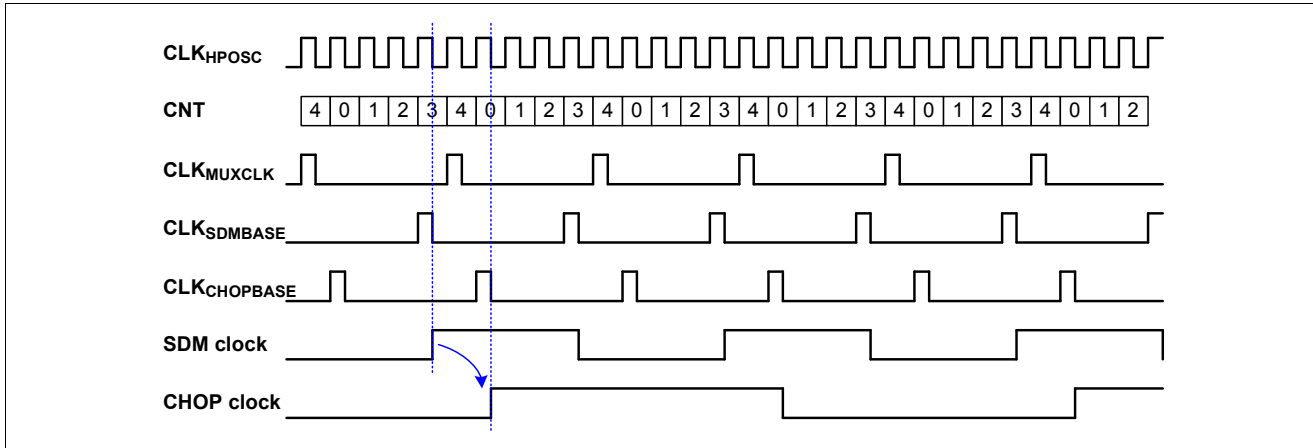 CLKHPOSC
CNT 4 0 1 2 3 4 0 1 2 3 4 0 1 2 3 4 0 1 2 3 4 0 1 2 3 4 0 1 2
CLKMUXCLK
CLKSDMBASE
CLKCHOPBASE
SDM clock
CHOP clock